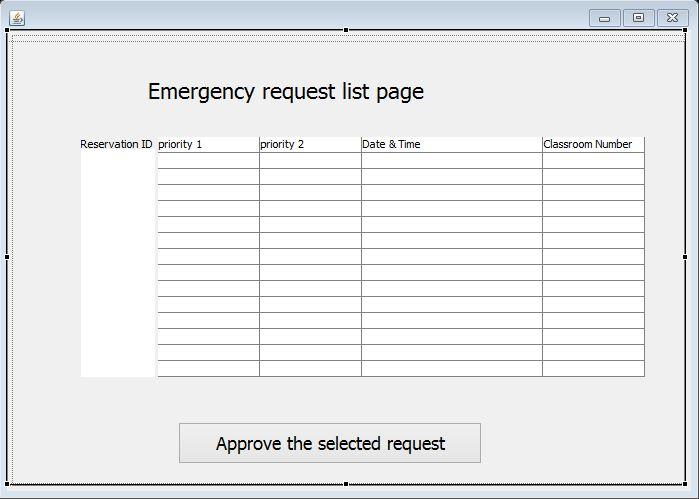 Emergency request list page
Reservation ID priority 1 priority 2 Date & Time Classroom Number
Approve the selected request